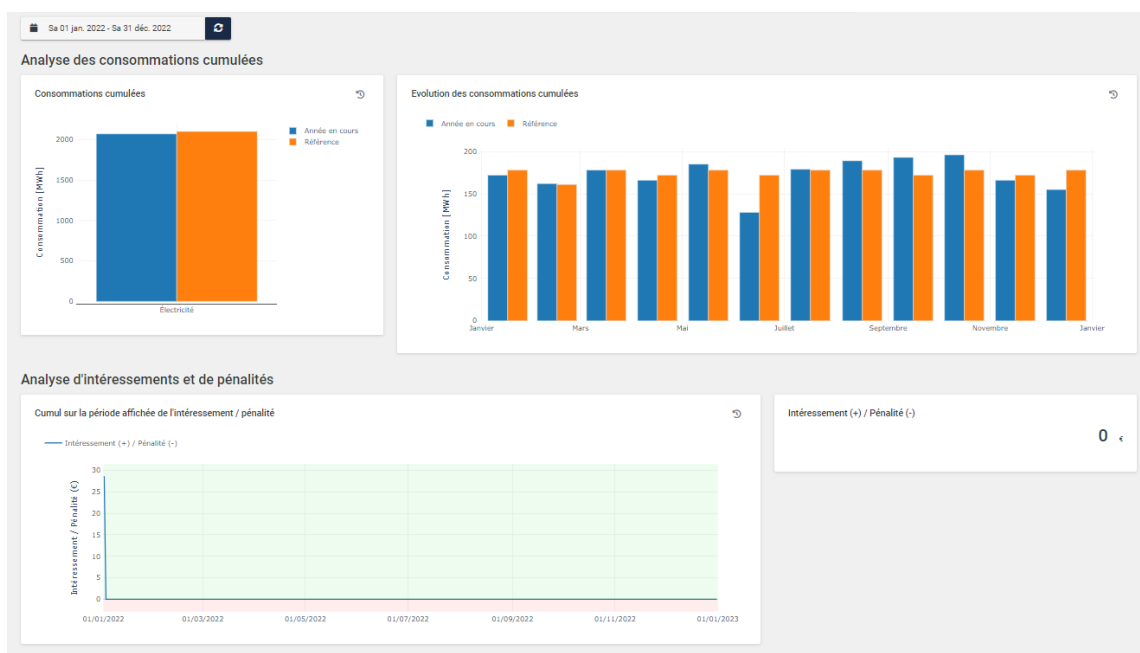 Sa 01 jan. 2022 - Sa 31 déc. 2022
Analyse des consommations cumulées
Consommations cumulées
Année en cours
Référence
Consommation [MWh]
2000
1500
1000
500
0
Électricité
Evolution des consommations cumulées
Année en cours
Référence
Consommation [MWh]
200
150
100
50
0
Janvier
Mars
Mai
Juillet
Septembre
Novembre
Janvier
Analyse d'intéressements et de pénalités
Cumul sur la période affichée de l'intéressement / pénalité
Intéressement (+) / Pénalité (-)
Intéressement / Pénalité (€)
30
25
20
15
10
5
0
01/01/2022
01/03/2022
01/05/2022
01/07/2022
01/09/2022
01/11/2022
01/01/2023
Intéressement (+) / Pénalité (-)
0 €